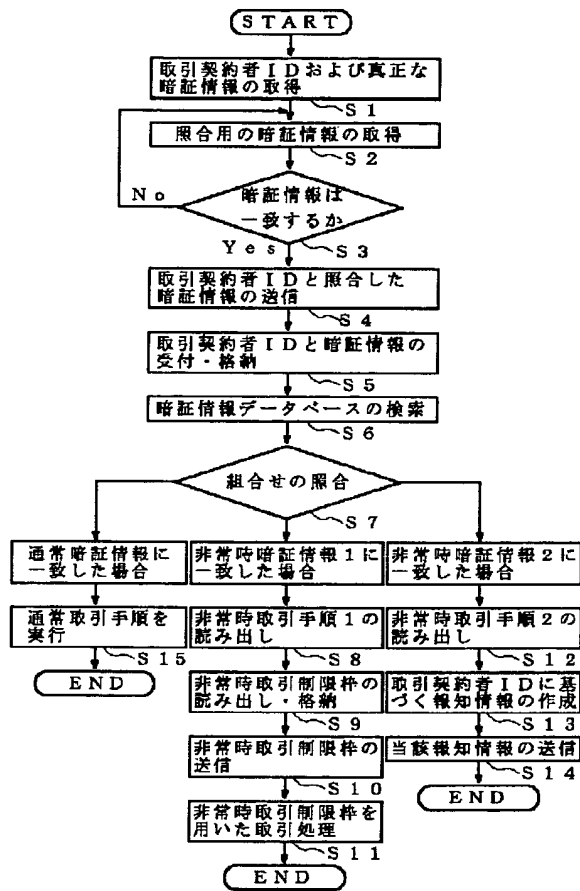 START
取引契約者IDおよび真正な
暗証情報の取得
S1
照合用の暗証情報の取得
S2
No
暗証情報は
一致するか
Yes
S3
取引契約者IDと照合した
暗証情報の送信
S4
取引契約者IDと暗証情報の
受付・格納
S5
暗証情報データベースの検索
S6
組合せの照合
S7
通常暗証情報に
一致した場合
通常取引手順を
実行
S15
END
非常時暗証情報1に
一致した場合
非常時取引手順1の
読み出し
S8
非常時取引制限枠の
読み出し・格納
S9
非常時取引制限枠の
送信
S10
非常時取引制限枠を
用いた取引処理
S11
END
非常時暗証情報2に
一致した場合
非常時取引手順2の
読み出し
S12
取引契約者IDに基
づく報知情報の作成
S13
当該報知情報の送信
S14
END